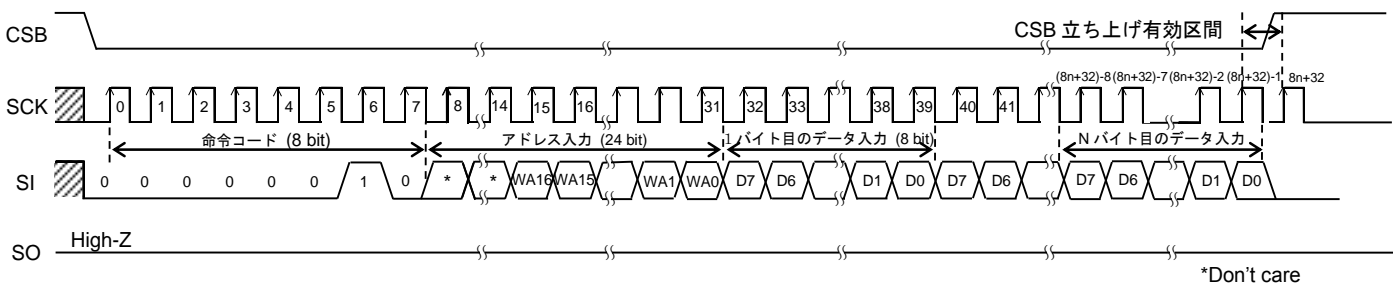 CSB
CSB 立ち上げ有効区間
(8n+32)-8 (8n+32)-7 (8n+32)-2 (8n+32)-1 8n+32
SCK
0 1 2 3 4 5 6 7 8 14 15 16 31 32 33 38 39 40 41
命令コード (8 bit)
アドレス入力 (24 bit)
1 バイト目のデータ入力 (8 bit)
N バイト目のデータ入力
SI
0 0 0 0 0 0 1 0 * * WA16 WA15 WA1 WA0 D7 D6 D1 D0 D7 D6 D7 D6 D1 D0
High-Z
SO
*Don't care